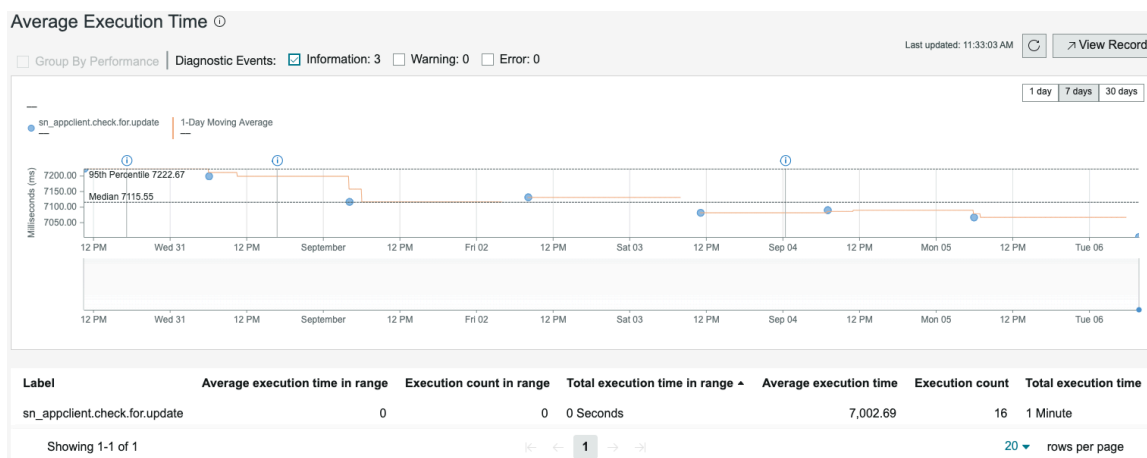 Average Execution Time
Last updated: 11:33:03 AM
View Record
Group By Performance
Diagnostic Events: Information: 3 Warning: 0 Error: 0
1 day 7 days 30 days
—
sn_appclient.check.for.update
—
1-Day Moving Average
—
Milliseconds (ms)
7200.00
7150.00
7100.00
7050.00
95th Percentile 7222.67
Median 7115.55
12 PM Wed 31 12 PM September 12 PM Fri 02 12 PM Sat 03 12 PM Sep 04 12 PM Mon 05 12 PM Tue 06
12 PM Wed 31 12 PM September 12 PM Fri 02 12 PM Sat 03 12 PM Sep 04 12 PM Mon 05 12 PM Tue 06
Label Average execution time in range Execution count in range Total execution time in range Average execution time Execution count Total execution time
sn_appclient.check.for.update 0 0 0 Seconds 7,002.69 16 1 Minute
Showing 1-1 of 1 1 20 rows per page